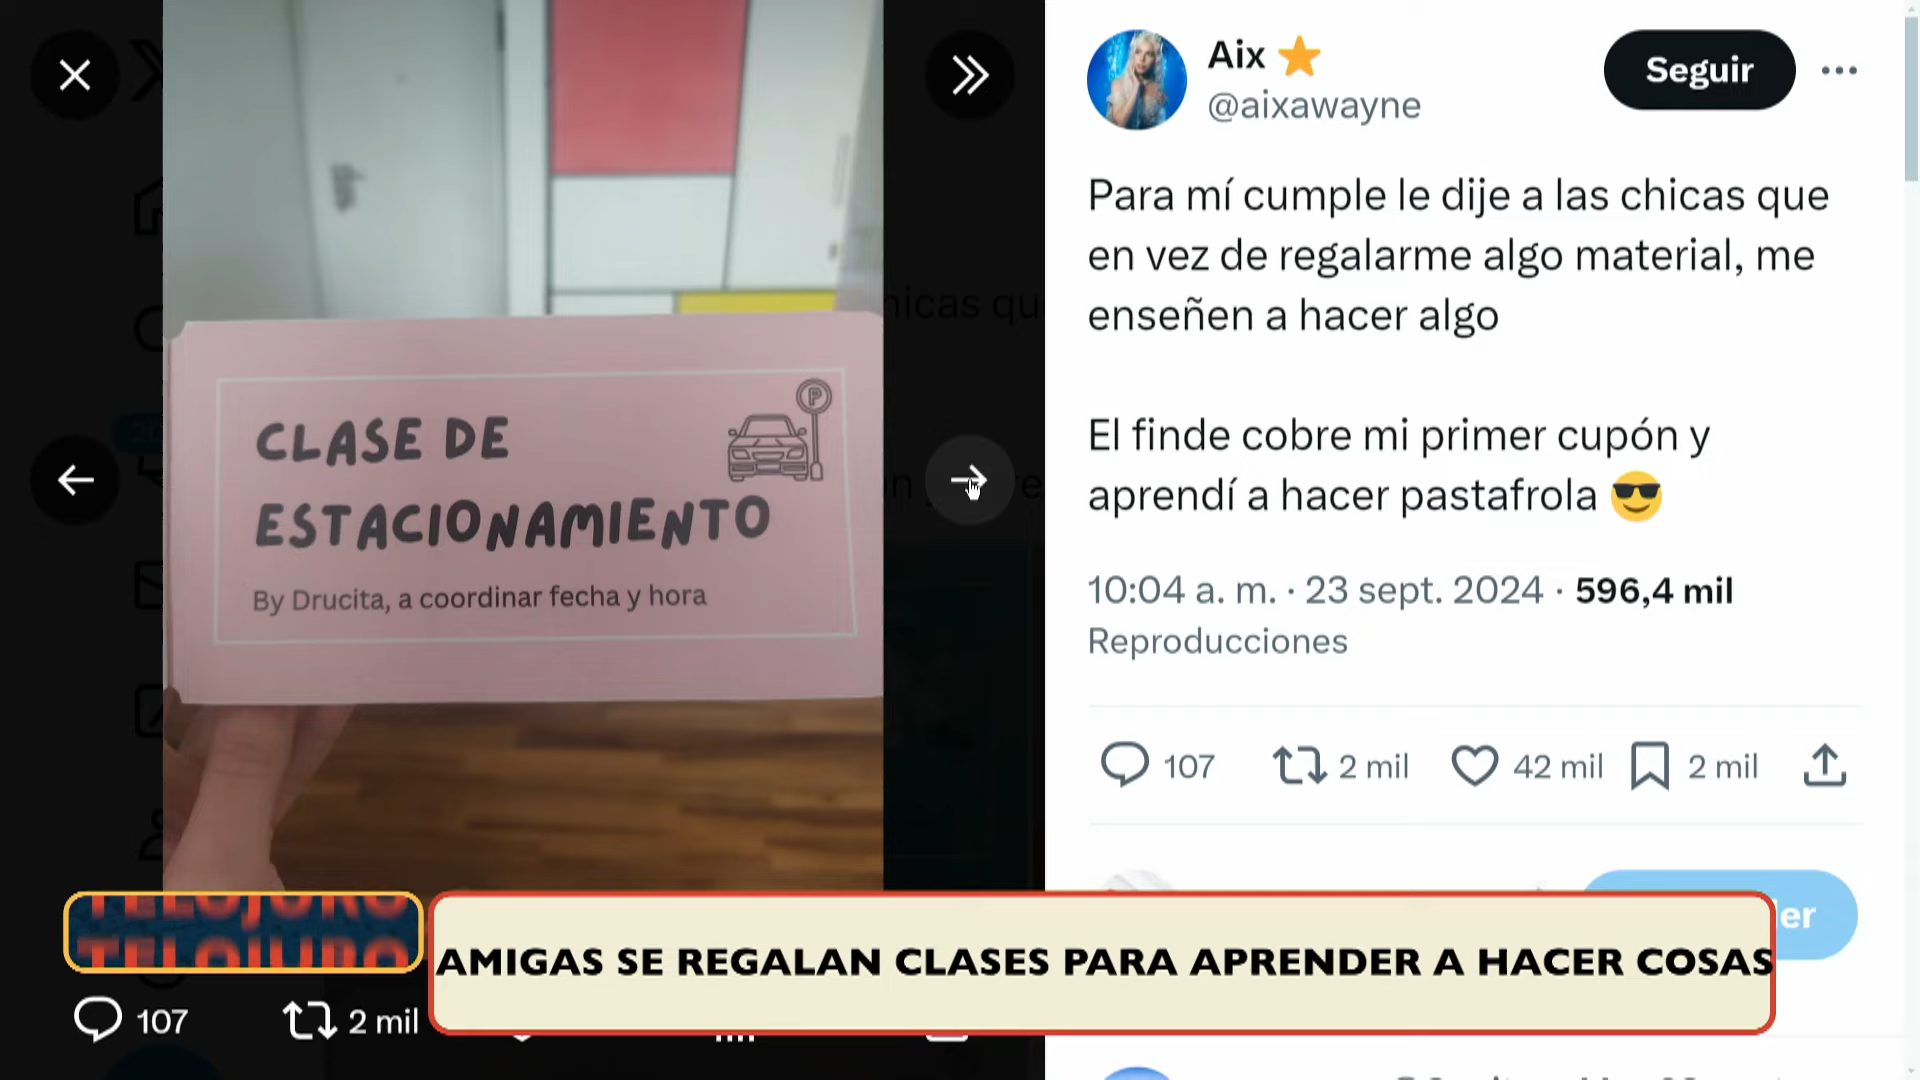 CLASE DE
ESTACIONAMIENTO
By Drucita, a coordinar fecha y hora
P
Aix
@aixawayne
Seguir
Para mí cumple le dije a las chicas que
en vez de regalarme algo material, me
enseñen a hacer algo
El finde cobre mi primer cupón y
aprendí a hacer pastafrola
10:04 a. m. · 23 sept. 2024 · 596,4 mil
Reproducciones
107
2 mil
42 mil
2 mil
AMIGAS SE REGALAN CLASES PARA APRENDER A HACER COSAS
107
2 mil